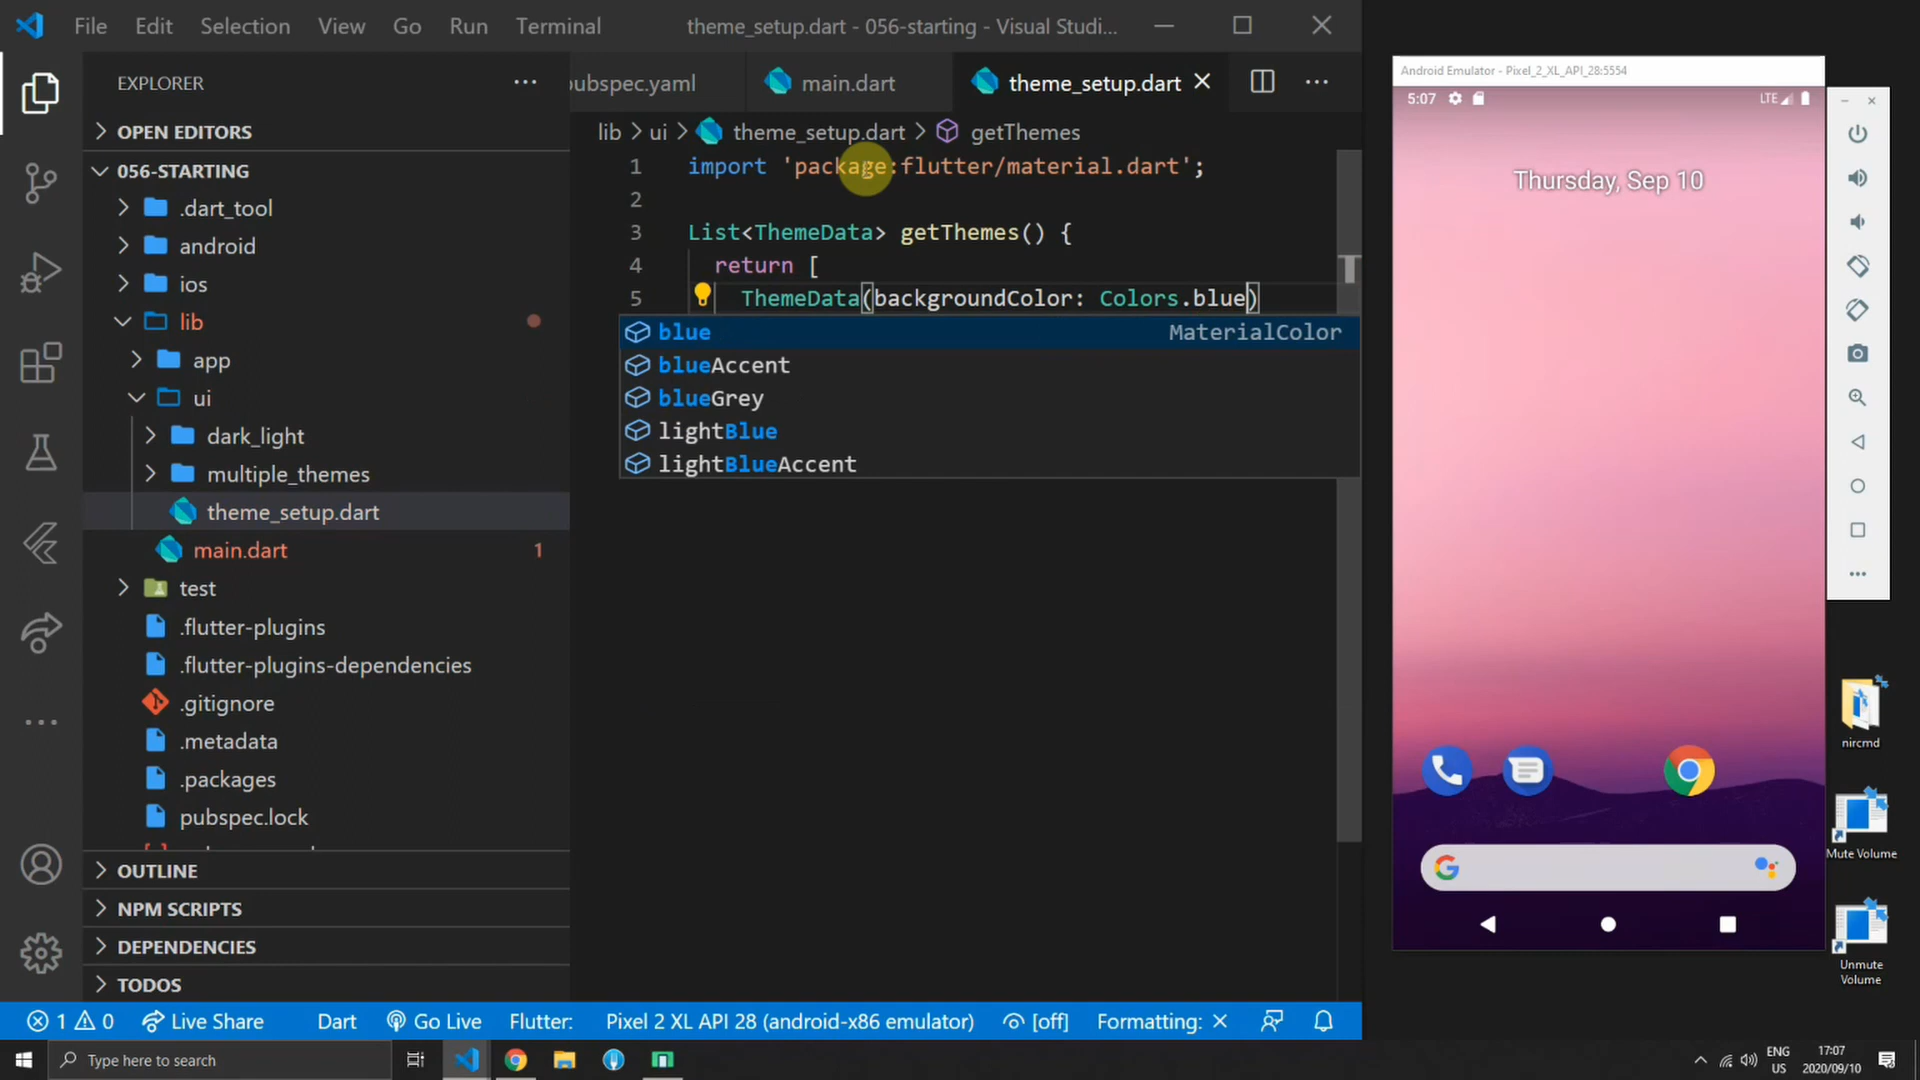 File Edit Selection View Go Run Terminal theme_setup.dart - 056-starting - Visual Studi...
EXPLORER
OPEN EDITORS
056-STARTING
.dart_tool
android
ios
lib
app
ui
dark_light
multiple_themes
theme_setup.dart
main.dart 1
test
.flutter-plugins
.flutter-plugins-dependencies
.gitignore
.metadata
.packages
pubspec.lock
OUTLINE
NPM SCRIPTS
DEPENDENCIES
TODOS
pubspec.yaml main.dart theme_setup.dart
lib > ui > theme_setup.dart > getThemes
1 import 'package:flutter/material.dart';
2
3 List<ThemeData> getThemes() {
4 return [
5 ThemeData(backgroundColor: Colors.blue)
blue MaterialColor
blueAccent
blueGrey
lightBlue
lightBlueAccent
1 0 Live Share Dart Go Live Flutter: Pixel 2 XL API 28 (android-x86 emulator) [off] Formatting: ×
Android Emulator - Pixel_2_XL_API_28:5554
5:07 LTE
Thursday, Sep 10
nircmd
Mute Volume
Unmute
Volume
Type here to search
ENG
US
17:07
2020/09/10